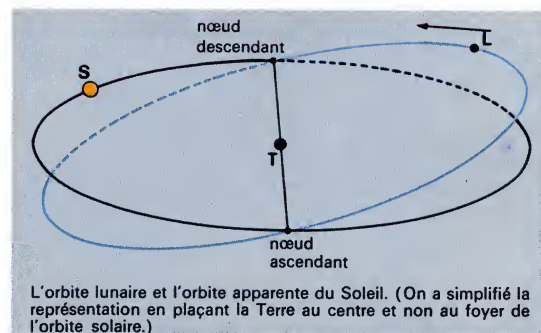 nœud
descendant
L
S
T
nœud
ascendant
L'orbite lunaire et l'orbite apparente du Soleil. (On a simplifié la
représentation en plaçant la Terre au centre et non au foyer de
l'orbite solaire.)